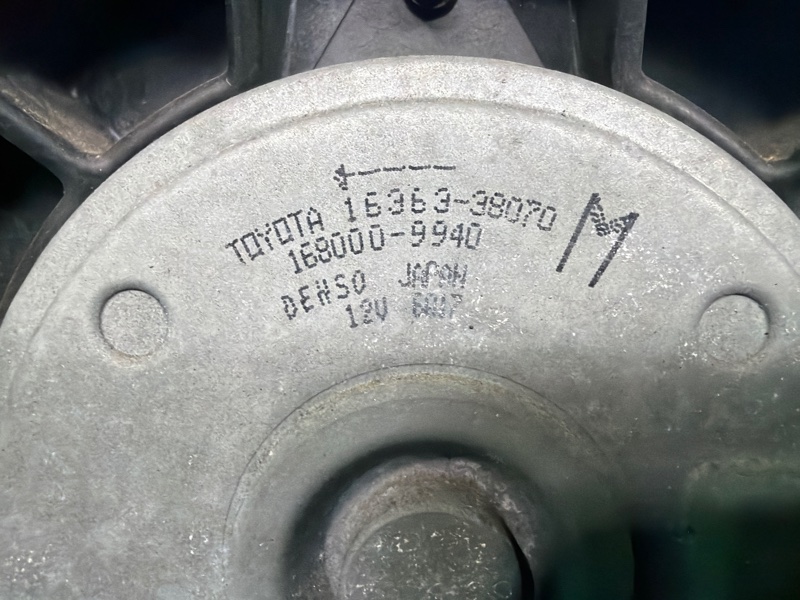 TOYOTA 16363-38070
M
168000-9940
DENSO JAPAN
12V